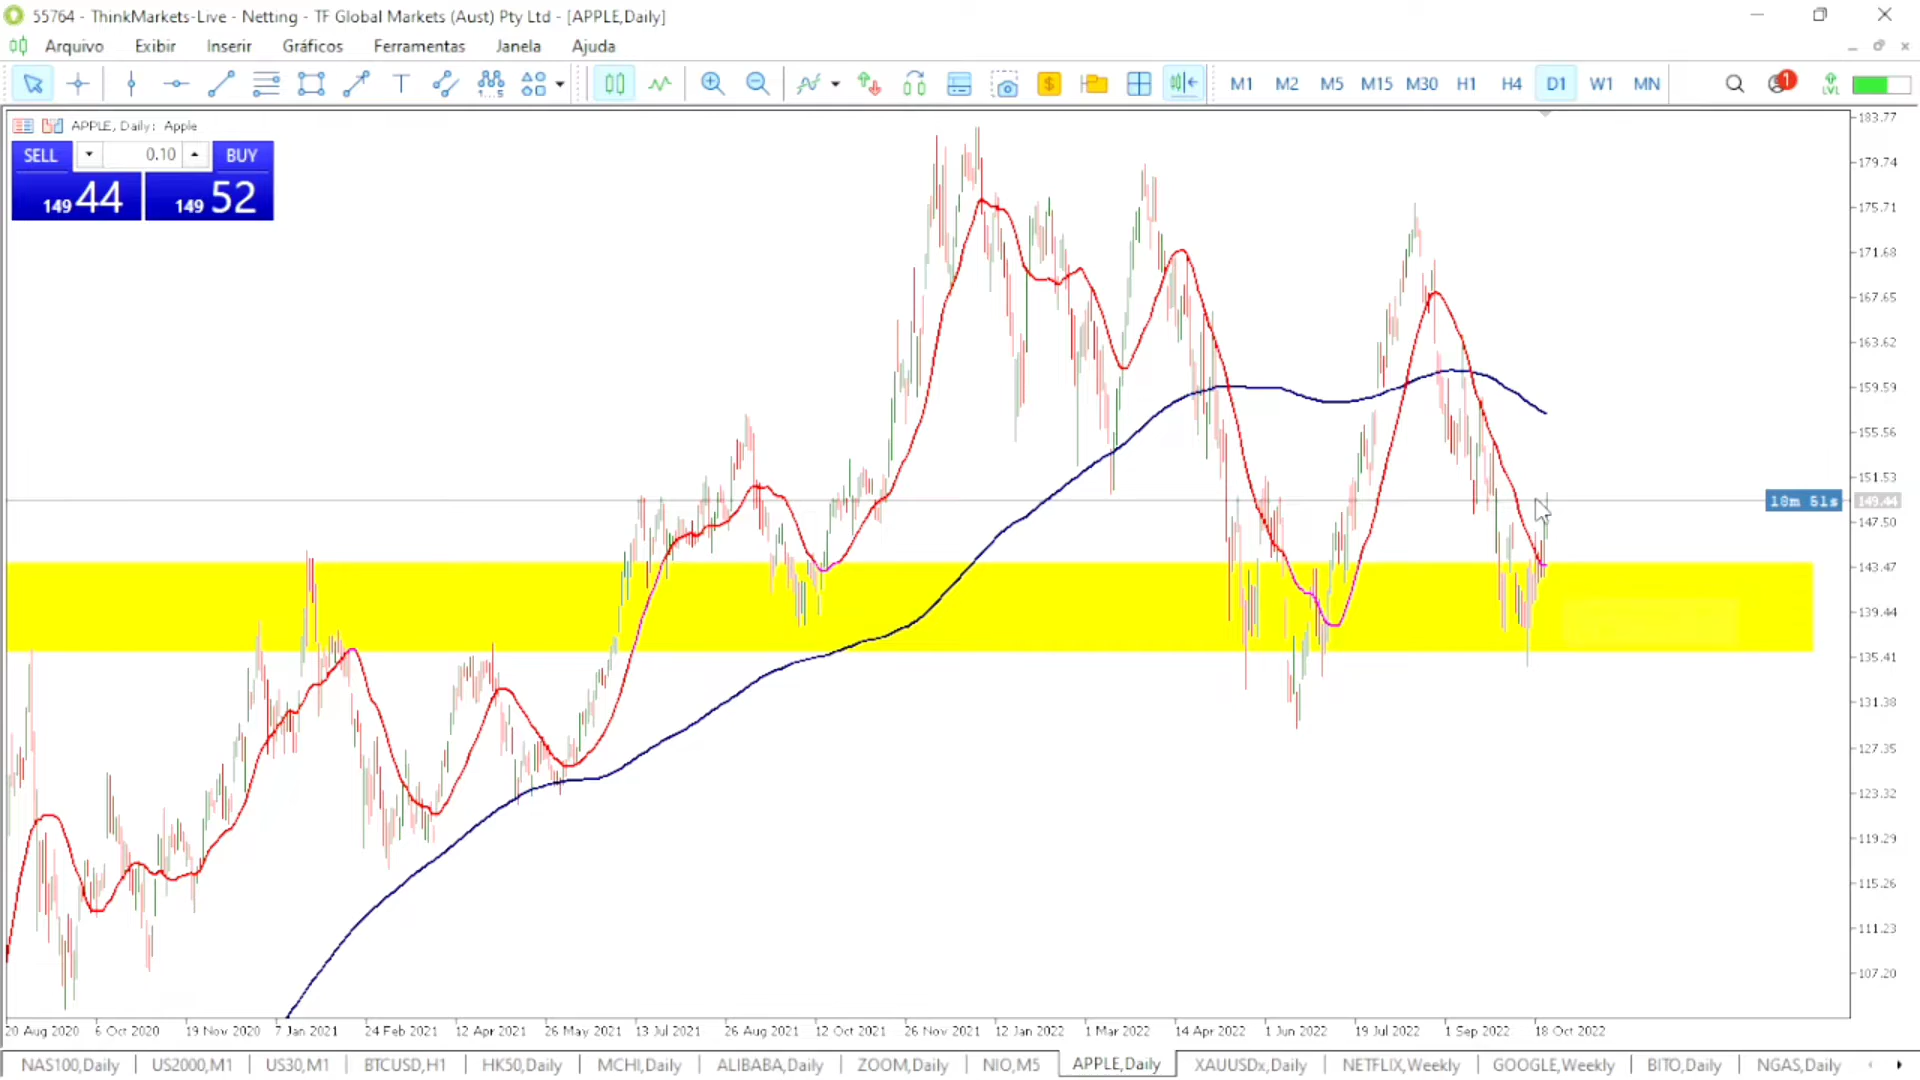 55764 - ThinkMarkets-Live - Netting - TF Global Markets (Aust) Pty Ltd - [APPLE,Daily]
Arquivo Exibir Inserir Gráficos Ferramentas Janela Ajuda
T 1...5 $ M1 M2 M5 M15 M30 H1 H4 D1 W1 MN 1 LVL
APPLE, Daily: Apple
SELL 0.10 BUY
149 44 149 52
183.77
179.74
175.71
171.68
167.65
163.62
159.59
155.56
151.53
18m 51s 149.44
147.50
143.47
139.44
135.41
131.38
127.35
123.32
119.29
115.26
111.23
107.20
20 Aug 2020 6 Oct 2020 19 Nov 2020 7 Jan 2021 24 Feb 2021 12 Apr 2021 26 May 2021 13 Jul 2021 26 Aug 2021 12 Oct 2021 26 Nov 2021 12 Jan 2022 1 Mar 2022 14 Apr 2022 1 Jun 2022 19 Jul 2022 1 Sep 2022 18 Oct 2022
NAS100,Daily US2000,M1 US30,M1 BTCUSD,H1 HK50,Daily MCHI,Daily ALIBABA,Daily ZOOM,Daily NIO,M5 APPLE,Daily XAUUSDx,Daily NETFLIX,Weekly GOOGLE,Weekly BITO,Daily NGAS,Daily